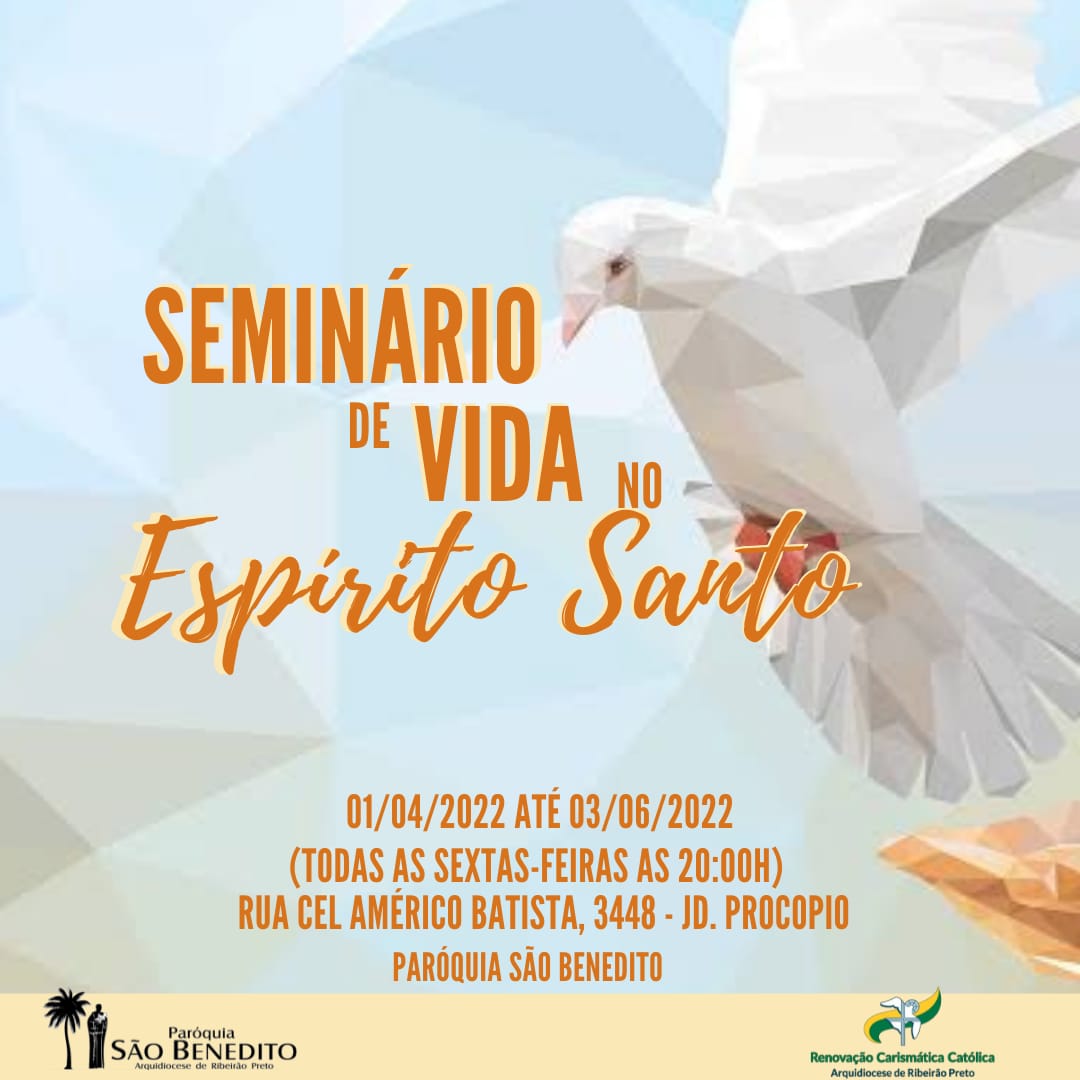 SEMINÁRIO
DE VIDA NO
Espírito Santo
01/04/2022 ATÉ 03/06/2022
(TODAS AS SEXTAS-FEIRAS AS 20:00H)
RUA CEL AMÉRICO BATISTA, 3448 - JD. PROCOPIO
PARÓQUIA SÃO BENEDITO
Paróquia
SÃO BENEDITO
Arquidiocese de Ribeirão Preto
Renovação Carismática Católica
Arquidiocese de Ribeirão Preto